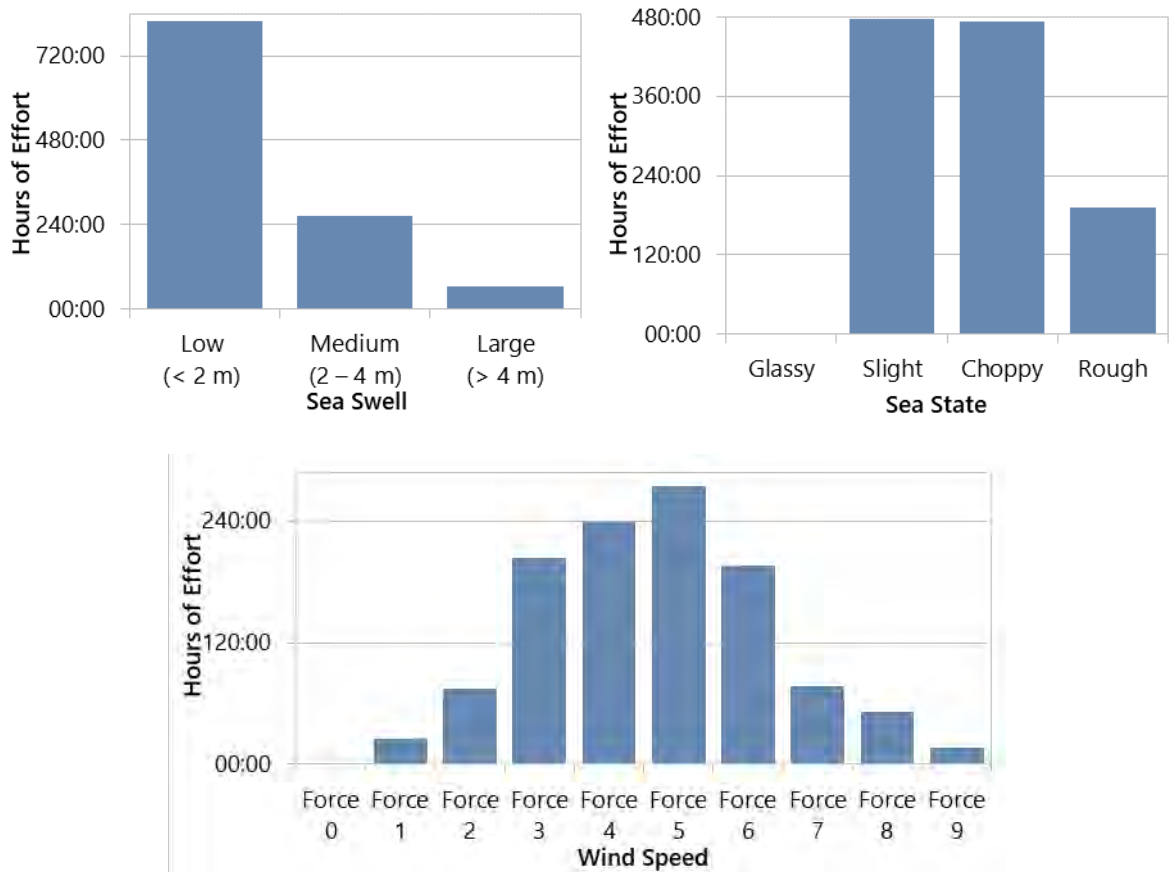 720:00
480:00
240:00
00:00
Hours of Effort
Low
(< 2 m)
Medium
(2 – 4 m)
Large
(> 4 m)
Sea Swell
480:00
360:00
240:00
120:00
00:00
Hours of Effort
Glassy
Slight
Choppy
Rough
Sea State
240:00
120:00
00:00
Hours of Effort
Force
0
Force
1
Force
2
Force
3
Force
4
Force
5
Force
6
Force
7
Force
8
Force
9
Wind Speed